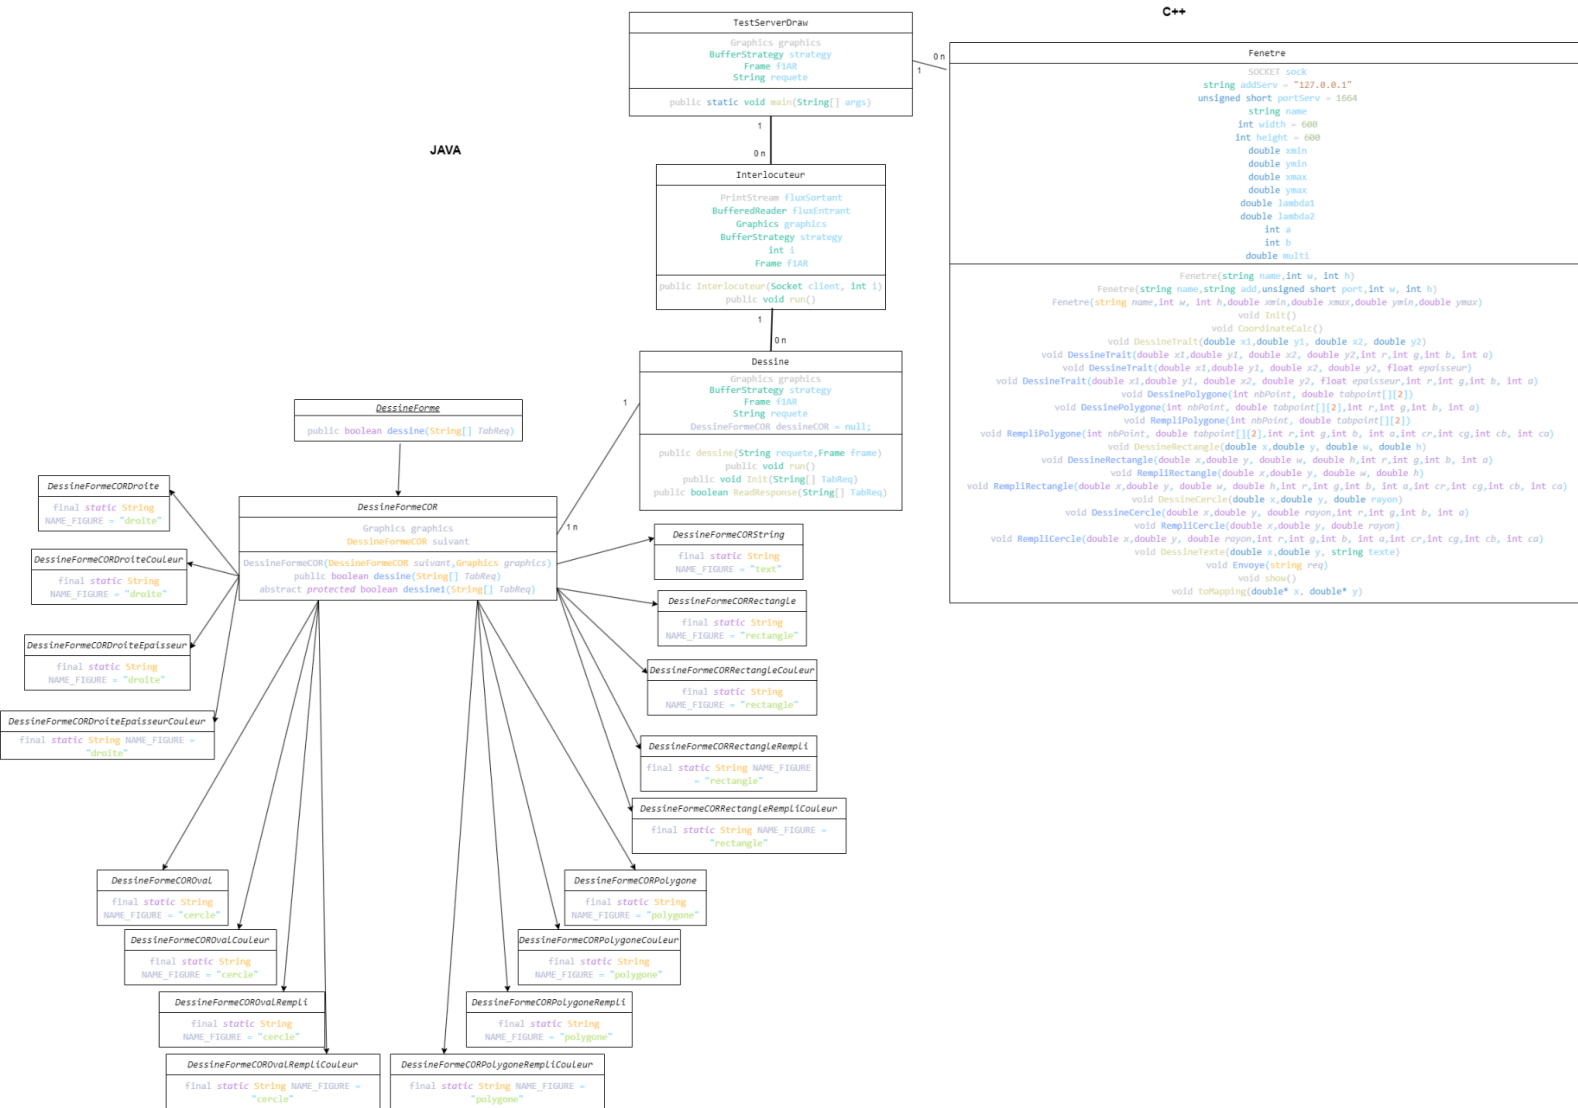 C++
TestServerDraw
Graphics graphics
BufferStrategy strategy
Frame f1AR
String requete
public static void main(String[] args)
0 n
1
Fenetre
SOCKET sock
string addServ = "127.0.0.1"
unsigned short portServ = 1664
string name
int width = 600
int height = 600
double xmin
double ymin
double xmax
double ymax
double lambda1
double lambda2
int a
int b
double multi
Fenetre(string name,int w, int h)
Fenetre(string name,string add,unsigned short port,int w, int h)
Fenetre(string name,int w, int h,double xmin,double xmax,double ymin,double ymax)
void Init()
void CoordinateCalc()
void DessineTrait(double x1,double y1, double x2, double y2)
void DessineTrait(double x1,double y1, double x2, double y2,int r,int g,int b, int a)
void DessineTrait(double x1,double y1, double x2, double y2, float epaisseur)
void DessineTrait(double x1,double y1, double x2, double y2, float epaisseur,int r,int g,int b, int a)
void DessinePolygone(int nbPoint, double tabpoint[][2])
void DessinePolygone(int nbPoint, double tabpoint[][2],int r,int g,int b, int a)
void RempliPolygone(int nbPoint, double tabpoint[][2])
void RempliPolygone(int nbPoint, double tabpoint[][2],int r,int g,int b, int a,int cr,int cg,int cb, int ca)
void DessineRectangle(double x,double y, double w, double h)
void DessineRectangle(double x,double y, double w, double h,int r,int g,int b, int a)
void RempliRectangle(double x,double y, double w, double h)
void RempliRectangle(double x,double y, double w, double h,int r,int g,int b, int a,int cr,int cg,int cb, int ca)
void DessineCercle(double x,double y, double rayon)
void DessineCercle(double x,double y, double rayon,int r,int g,int b, int a)
void RempliCercle(double x,double y, double rayon)
void RempliCercle(double x,double y, double rayon,int r,int g,int b, int a,int cr,int cg,int cb, int ca)
void DessineTexte(double x,double y, string texte)
void Envoye(string req)
void show()
void toMapping(double* x, double* y)
JAVA
1
0 n
Interlocuteur
PrintStream fluxSortant
BufferedReader fluxEntrant
Graphics graphics
BufferStrategy strategy
int i
Frame f1AR
public Interlocuteur(Socket client, int i)
public void run()
1
0 n
Dessine
Graphics graphics
BufferStrategy strategy
Frame f1AR
String requete
DessineFormeCOR dessineCOR = null;
public dessine(String requete,Frame frame)
public void run()
public void Init(String[] TabReq)
public boolean ReadResponse(String[] TabReq)
1
1 n
DessineForme
public boolean dessine(String[] TabReq)
DessineFormeCOR
Graphics graphics
DessineFormeCOR suivant
DessineFormeCOR(DessineFormeCOR suivant,Graphics graphics)
public boolean dessine(String[] TabReq)
abstract protected boolean dessine1(String[] TabReq)
DessineFormeCORDroite
final static String
NAME_FIGURE = "droite"
DessineFormeCORDroiteCouleur
final static String
NAME_FIGURE = "droite"
DessineFormeCORDroiteEpaisseur
final static String
NAME_FIGURE = "droite"
DessineFormeCORDroiteEpaisseurCouleur
final static String NAME_FIGURE =
"droite"
DessineFormeCORString
final static String
NAME_FIGURE = "text"
DessineFormeCORRectangle
final static String
NAME_FIGURE = "rectangle"
DessineFormeCORRectangleCouleur
final static String
NAME_FIGURE = "rectangle"
DessineFormeCORRectangleRempli
final static String NAME_FIGURE
= "rectangle"
DessineFormeCORRectangleRempliCouleur
final static String NAME_FIGURE =
"rectangle"
DessineFormeCOROval
final static String
NAME_FIGURE = "cercle"
DessineFormeCOROvalCouleur
final static String
NAME_FIGURE = "cercle"
DessineFormeCOROvalRempli
final static String
NAME_FIGURE = "cercle"
DessineFormeCOROvalRempliCouleur
final static String NAME_FIGURE =
"cercle"
DessineFormeCORPolygone
final static String
NAME_FIGURE = "polygone"
DessineFormeCORPolygoneCouleur
final static String
NAME_FIGURE = "polygone"
DessineFormeCORPolygoneRempli
final static String
NAME_FIGURE = "polygone"
DessineFormeCORPolygoneRempliCouleur
final static String NAME_FIGURE =
"polygone"